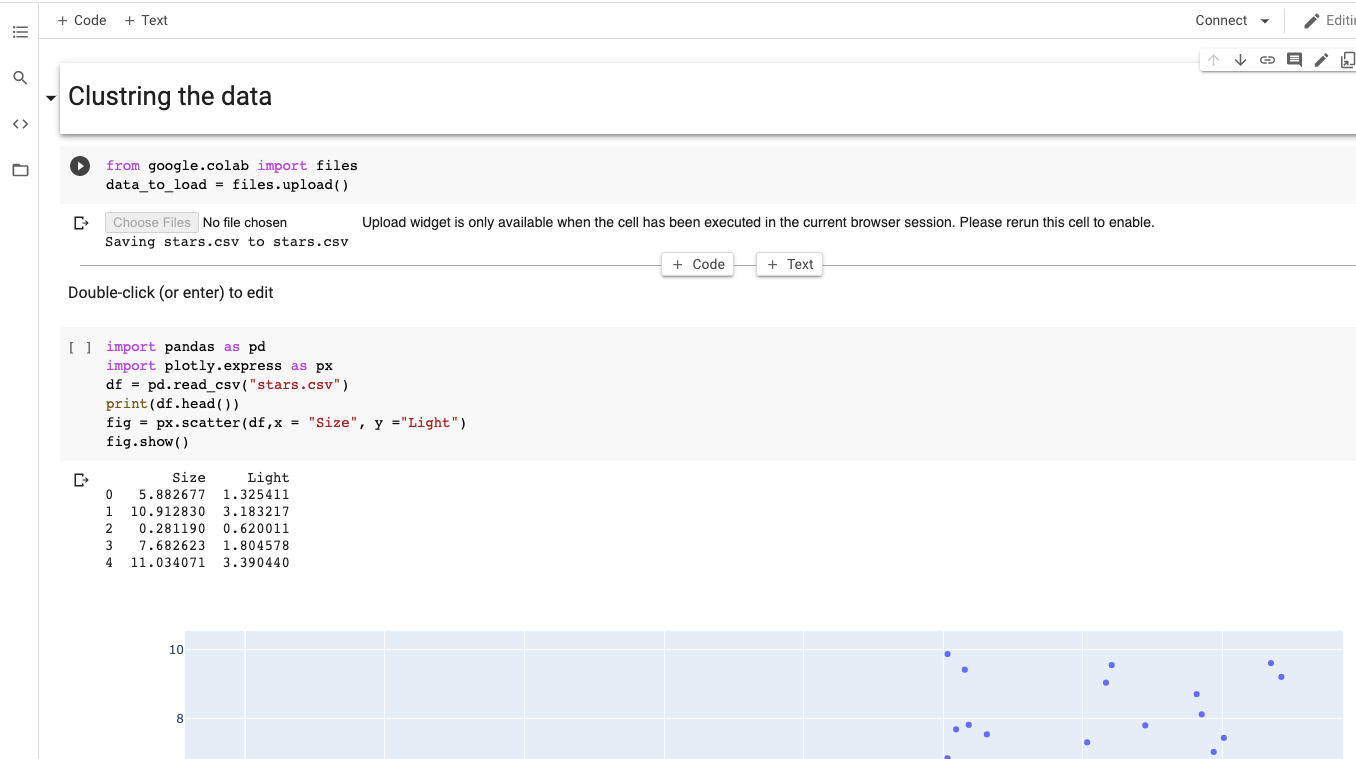 + Code + Text Connect
Clustring the data
from google.colab import files
data_to_load = files.upload()
Choose Files No file chosen Upload widget is only available when the cell has been executed in the current browser session. Please rerun this cell to enable.
Saving stars.csv to stars.csv
+ Code + Text
Double-click (or enter) to edit
[ ] import pandas as pd
import plotly.express as px
df = pd.read_csv("stars.csv")
print(df.head())
fig = px.scatter(df,x = "Size", y ="Light")
fig.show()
Size Light
0 5.882677 1.325411
1 10.912830 3.183217
2 0.281190 0.620011
3 7.682623 1.804578
4 11.034071 3.390440
10
8